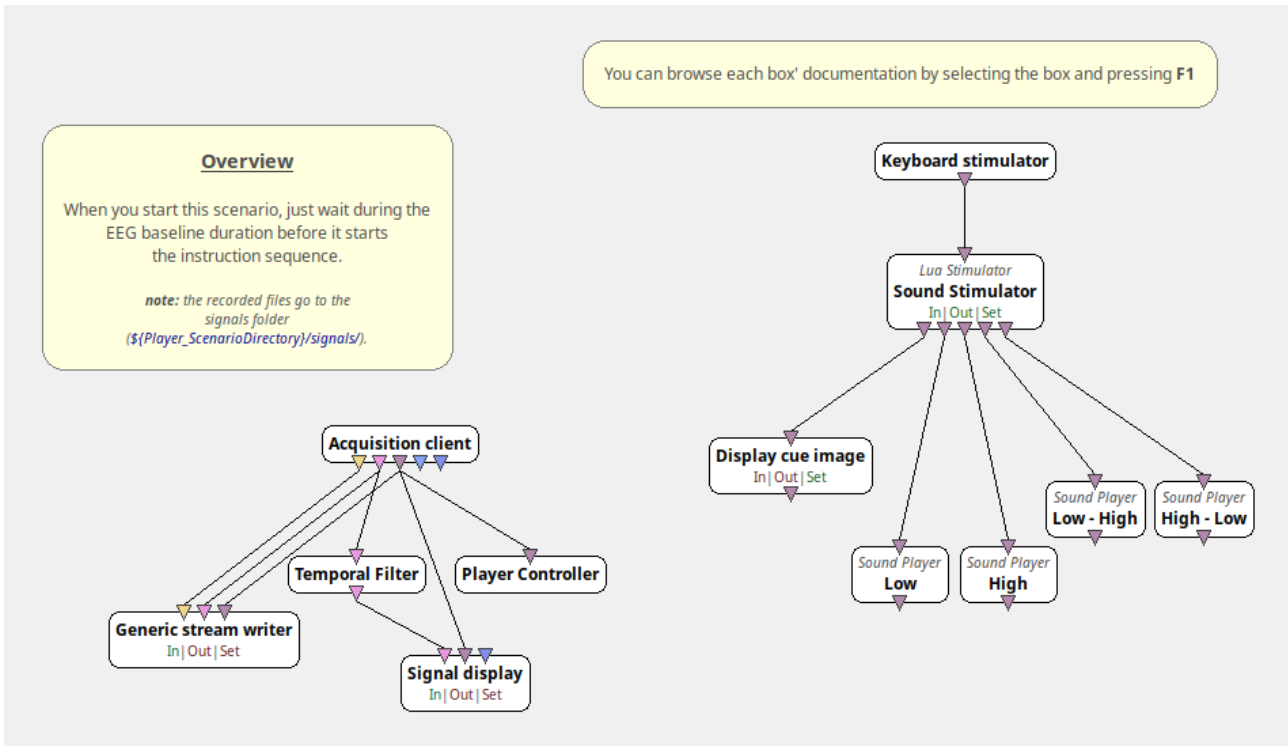 You can browse each box' documentation by selecting the box and pressing F1
Overview
When you start this scenario, just wait during the
EEG baseline duration before it starts
the instruction sequence.
note: the recorded files go to the
signals folder
(${Player_ScenarioDirectory}/signals/).
Keyboard stimulator
Lua Stimulator
Sound Stimulator
In|Out|Set
Acquisition client
Display cue image
In|Out|Set
Sound Player
Low - High
Sound Player
High - Low
Sound Player
Low
Sound Player
High
Temporal Filter
Player Controller
Generic stream writer
In|Out|Set
Signal display
In|Out|Set